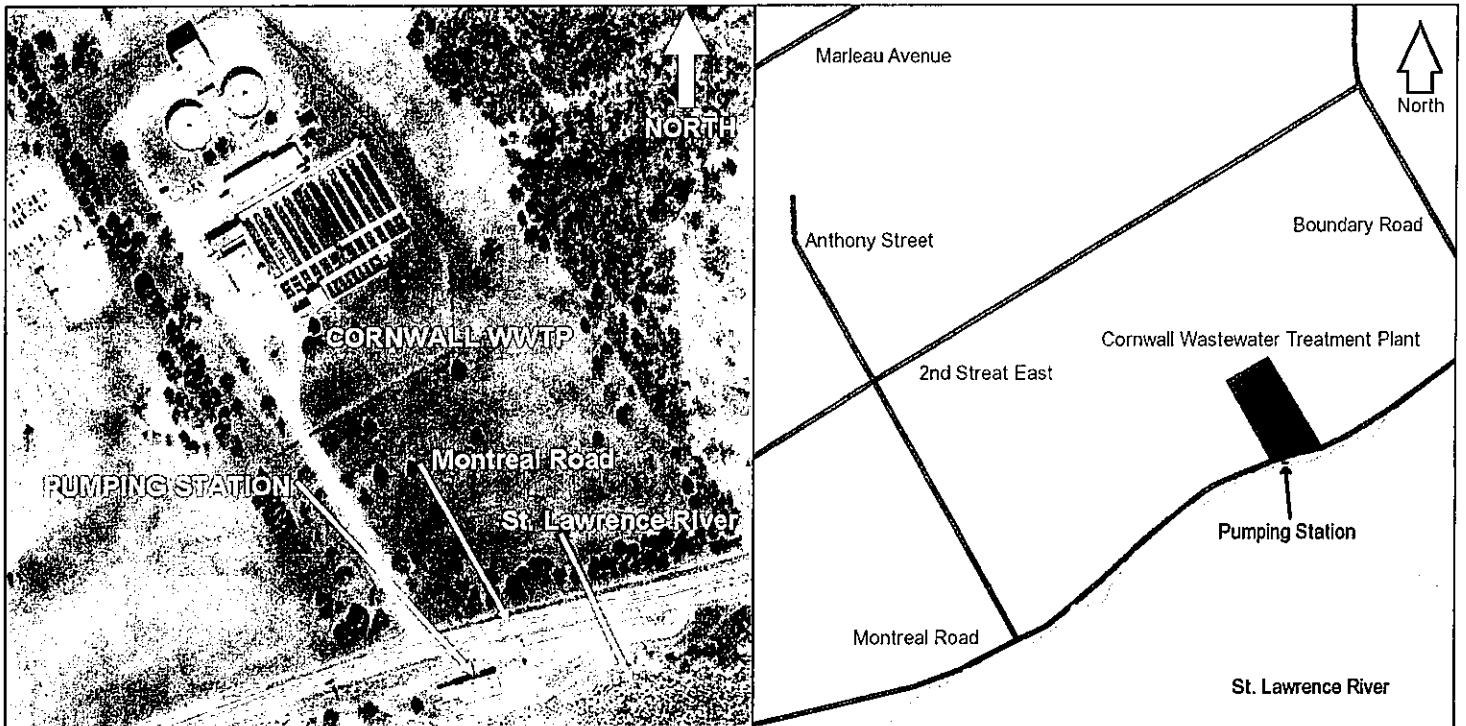 NORTH
CORNWALL WWTP
Montreal Road
PUMPING STATION
St. Lawrence River
Marleau Avenue
North
Anthony Street
Boundary Road
Cornwall Wastewater Treatment Plant
2nd Streat East
Pumping Station
Montreal Road
St. Lawrence River